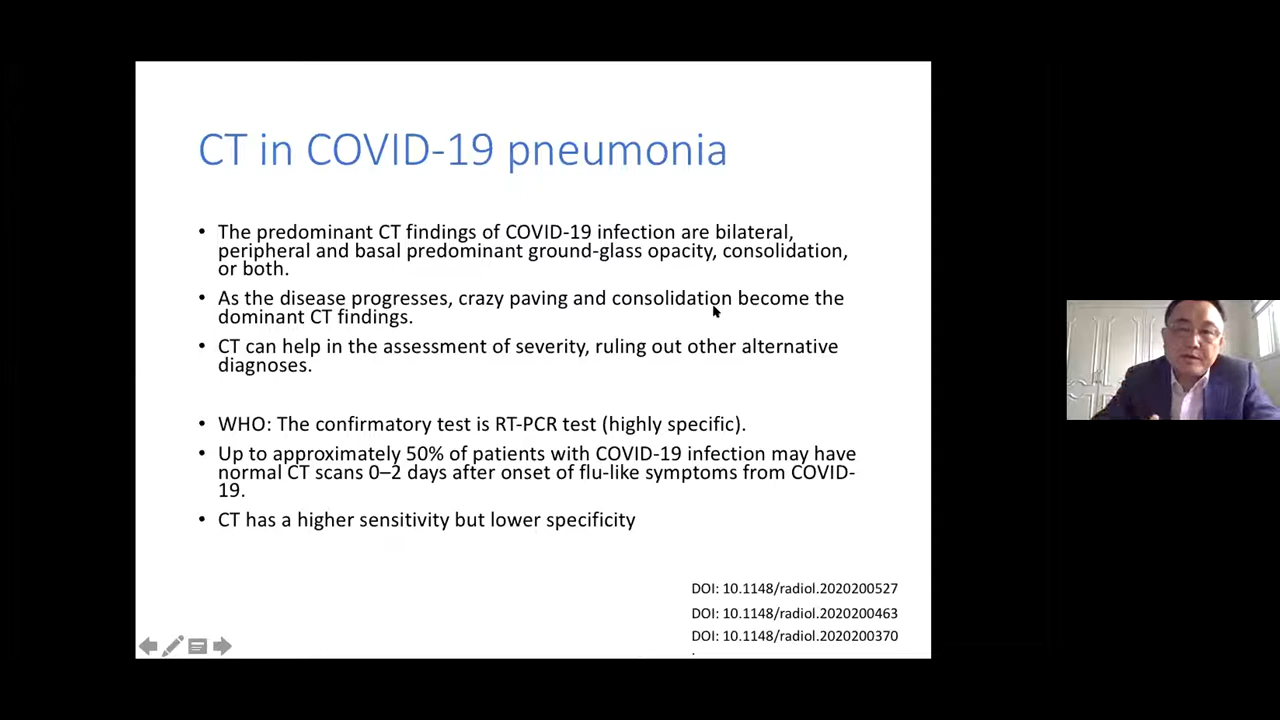 CT in COVID-19 pneumonia
• The predominant CT findings of COVID-19 infection are bilateral,
peripheral and basal predominant ground-glass opacity, consolidation,
or both.
• As the disease progresses, crazy paving and consolidation become the
dominant CT findings.
• CT can help in the assessment of severity, ruling out other alternative
diagnoses.
• WHO: The confirmatory test is RT-PCR test (highly specific).
• Up to approximately 50% of patients with COVID-19 infection may have
normal CT scans 0–2 days after onset of flu-like symptoms from COVID-
19.
• CT has a higher sensitivity but lower specificity
DOI: 10.1148/radiol.2020200527
DOI: 10.1148/radiol.2020200463
DOI: 10.1148/radiol.2020200370
.